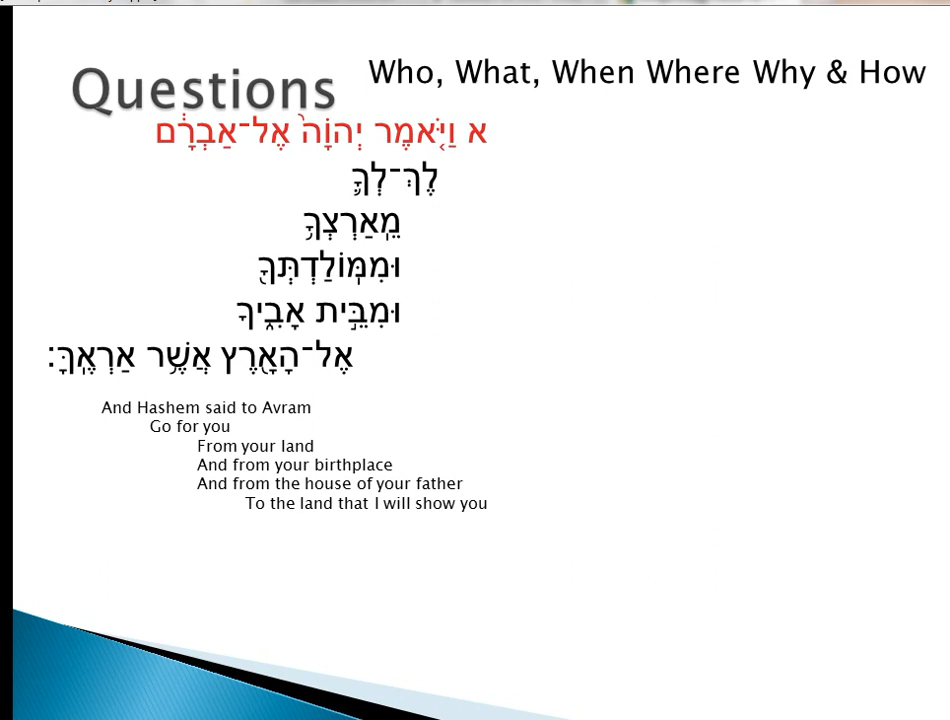 Questions
Who, What, When Where Why & How
א וַיֹּ֤אמֶר יְהוָֹה֙ אֶל־אַבְרָ֔ם
לֶךְ־לְךָ֛
מֵֽאַרְצְךָ֥
וּמִמּֽוֹלַדְתְּךָ֖
וּמִבֵּ֣ית אָבִ֑יךָ
אֶל־הָאָ֖רֶץ אֲשֶׁ֥ר אַרְאֶֽךָּ׃
And Hashem said to Avram
Go for you
From your land
And from your birthplace
And from the house of your father
To the land that I will show you